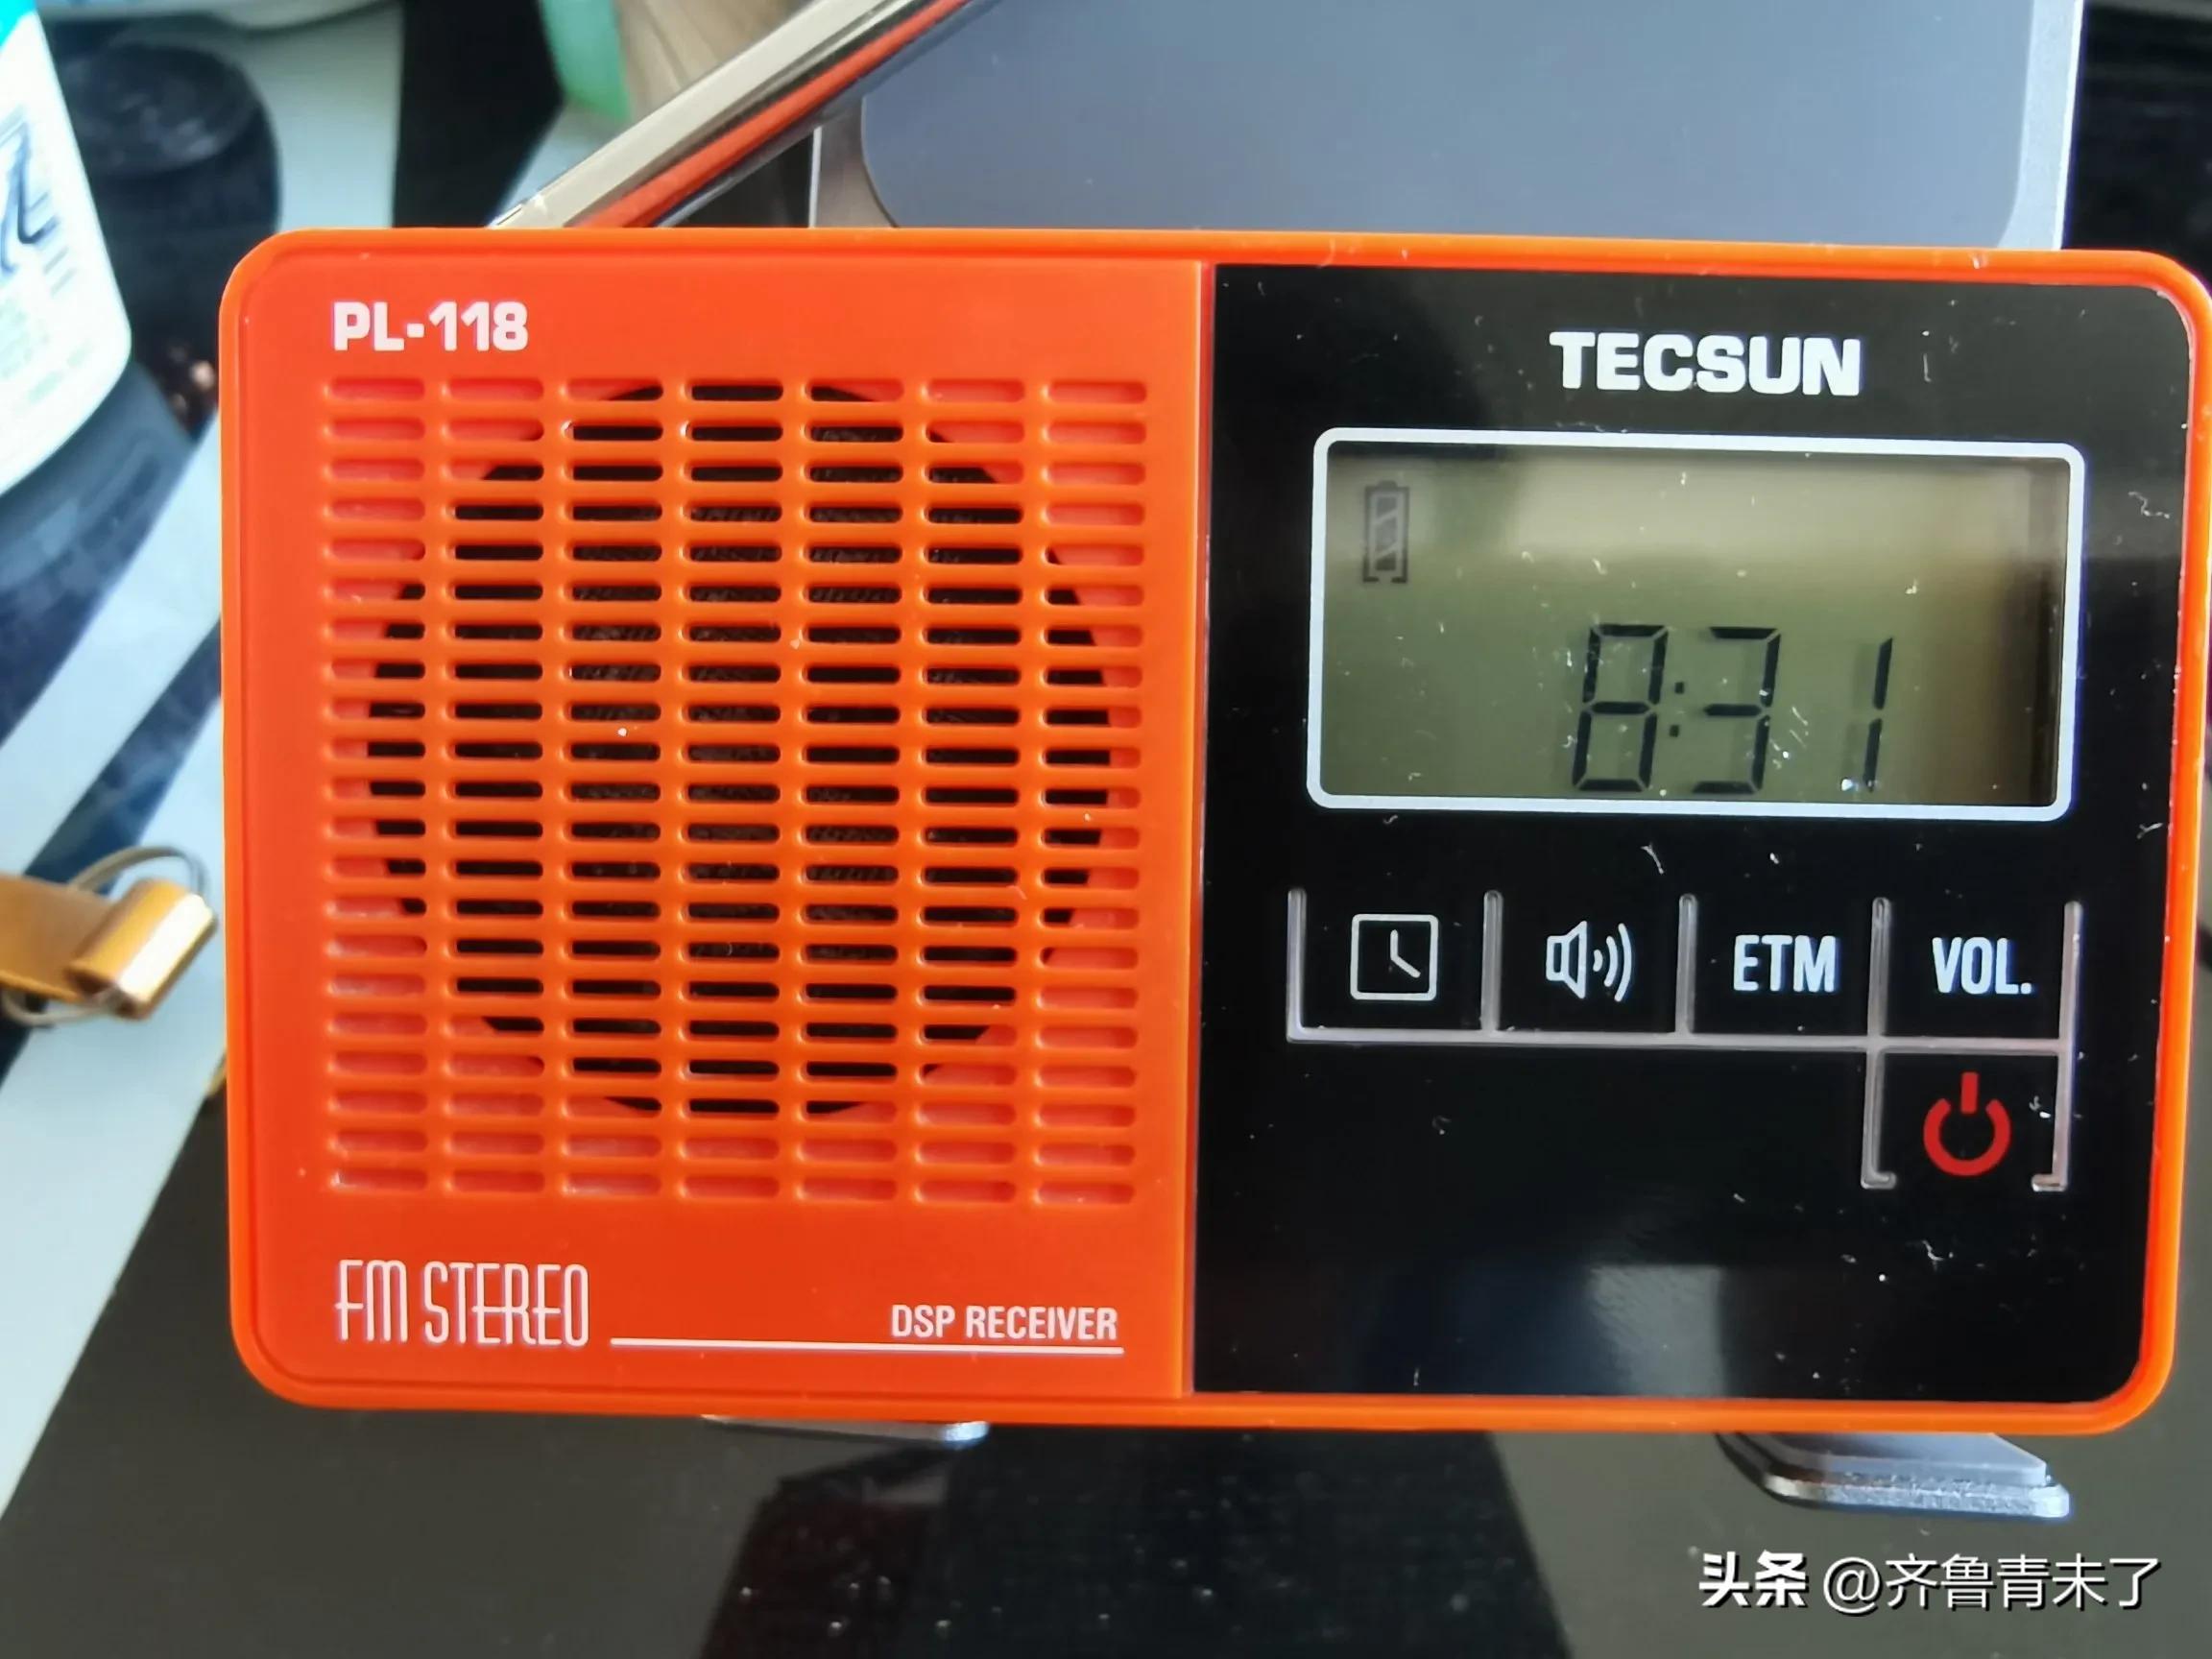 PL-118
TECSUN
8:31
ETM
VOL.
FM STEREO
DSP RECEIVER
头条 @齐鲁青未了